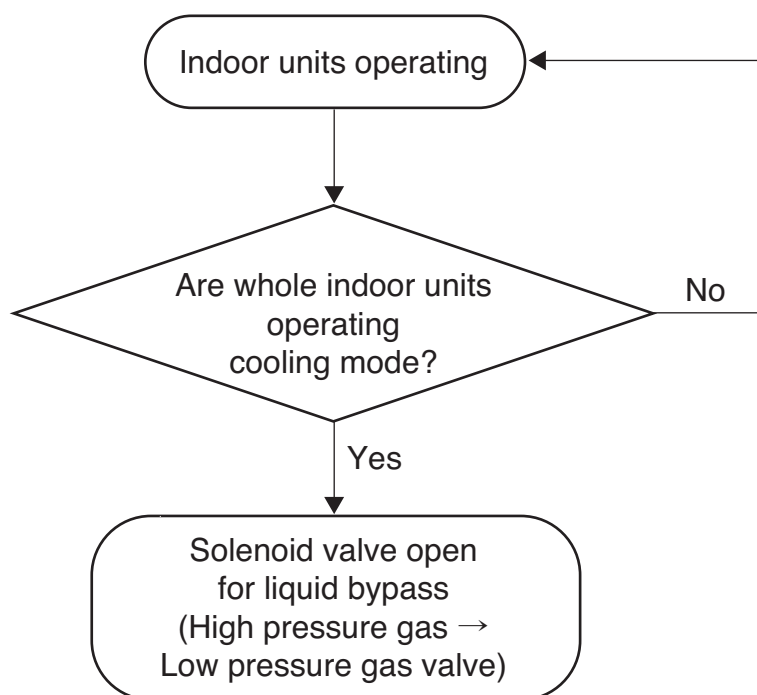 Indoor units operating
Are whole indoor units
operating
cooling mode?
No
Yes
Solenoid valve open
for liquid bypass
(High pressure gas →
Low pressure gas valve)